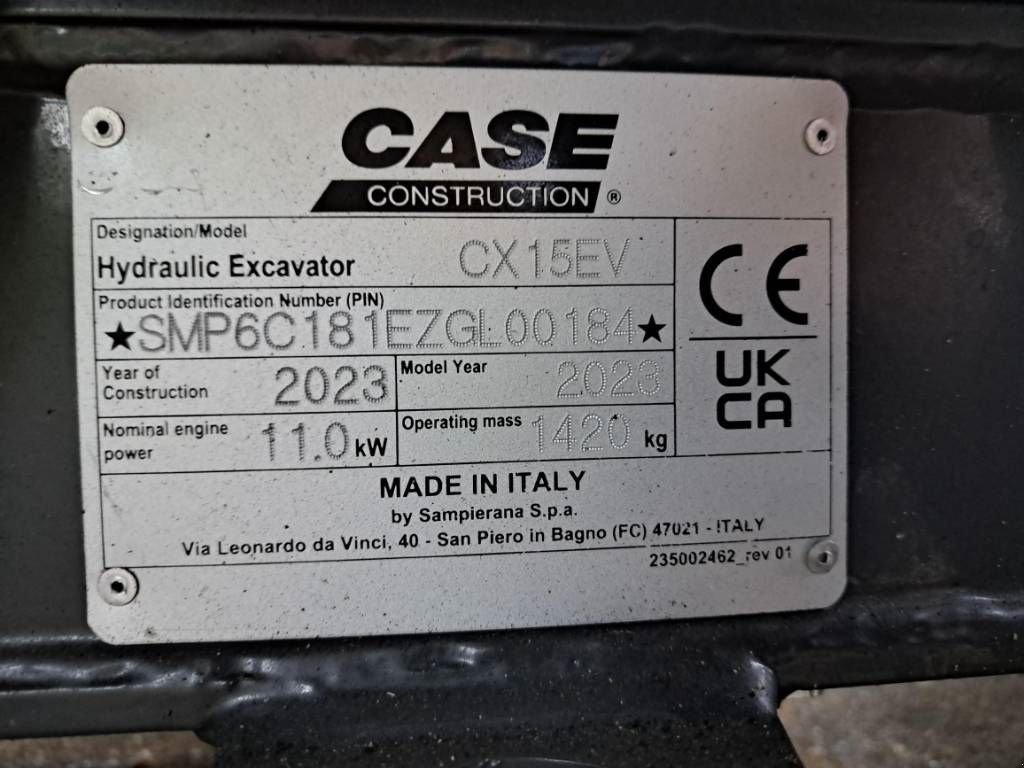 CASE
CONSTRUCTION ®
Designation/Model
Hydraulic Excavator CX15EV
Product Identification Number (PIN)
★SMP6C181EZGL00184★
Year of Construction 2023 Model Year 2023
Nominal engine power 11.0 kW Operating mass 1420 kg
CE
UK
CA
MADE IN ITALY
by Sampierana S.p.a.
Via Leonardo da Vinci, 40 - San Piero in Bagno (FC) 47021 - ITALY
235002462_rev 01